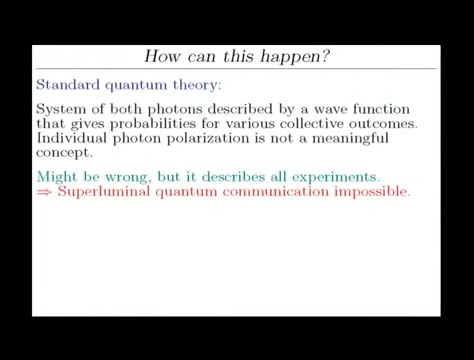 How can this happen?
Standard quantum theory:
System of both photons described by a wave function
that gives probabilities for various collective outcomes.
Individual photon polarization is not a meaningful
concept.
Might be wrong, but it describes all experiments.
⇒ Superluminal quantum communication impossible.